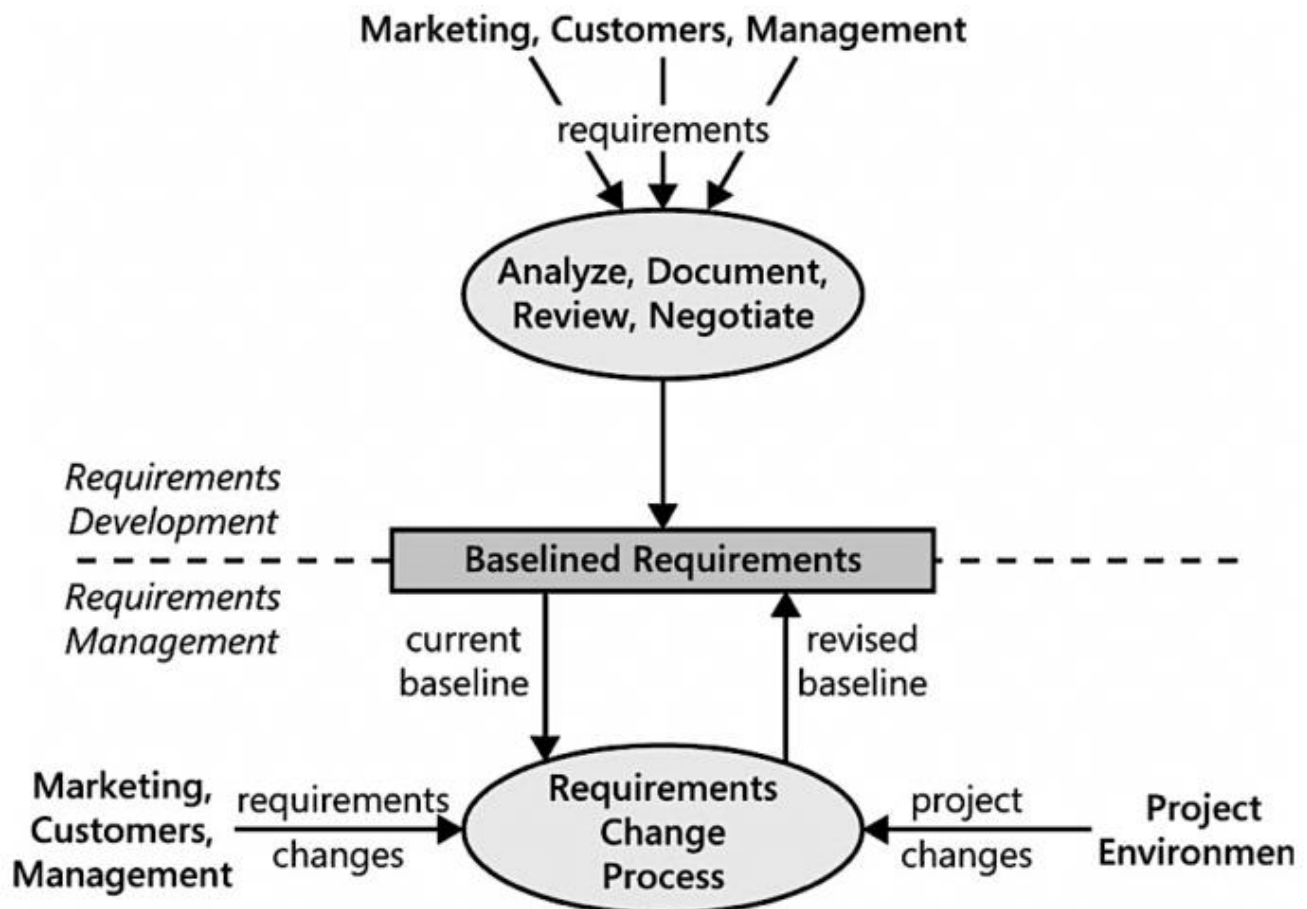 Marketing, Customers, Management
requirements
Analyze, Document,
Review, Negotiate
Requirements
Development
Baselined Requirements
Requirements
Management
current
baseline
revised
baseline
Marketing,
Customers,
Management
requirements
changes
Requirements
Change
Process
project
changes
Project
Environmen